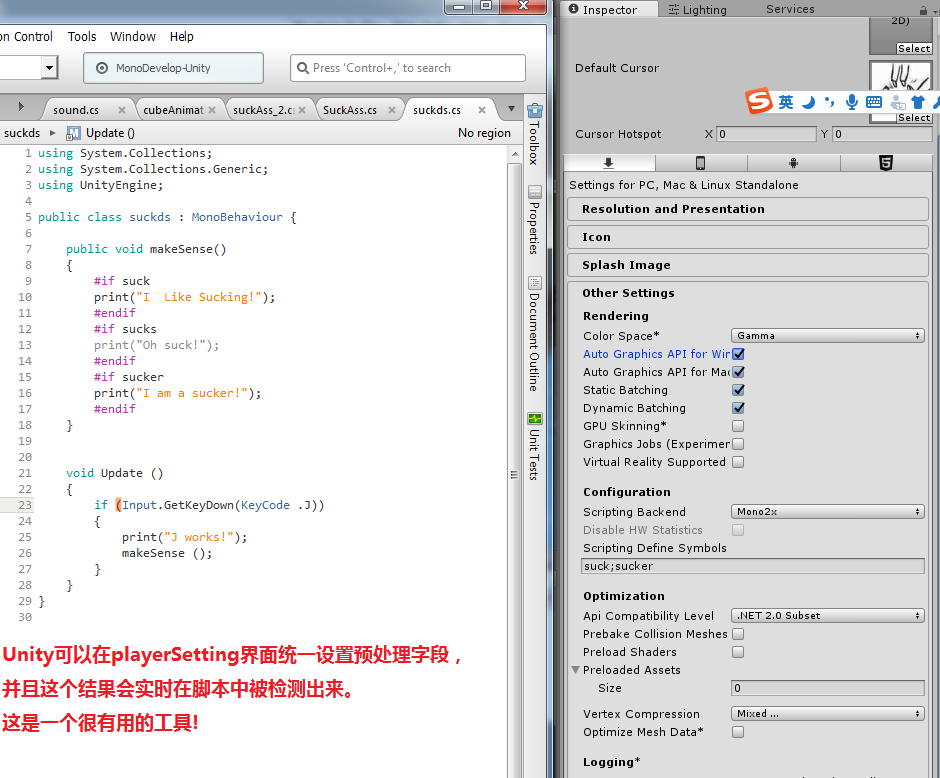 on Control Tools Window Help
MonoDevelop-Unity
Press 'Control+,' to search
sound.cs
cubeAnimat
suckAss_2.cs
SuckAss.cs
suckds.cs
suckds ▸ Update () No region
1 using System.Collections;
2 using System.Collections.Generic;
3 using UnityEngine;
4
5 public class suckds : MonoBehaviour {
6
7 public void makeSense()
8 {
9 #if suck
10 print("I  Like Sucking!");
11 #endif
12 #if sucks
13 print("Oh suck!");
14 #endif
15 #if sucker
16 print("I am a sucker!");
17 #endif
18 }
19
20
21 void Update ()
22 {
23 if (Input.GetKeyDown(KeyCode .J))
24 {
25 print("J works!");
26 makeSense ();
27 }
28 }
29 }
30
Unity可以在playerSetting界面统一设置预处理字段，
并且这个结果会实时在脚本中被检测出来。
这是一个很有用的工具!
Toolbox
Properties
Document Outline
Unit Tests
Inspector Lighting Services
2D)
Select
Default Cursor
英
Select
Cursor Hotspot X 0 Y 0
Settings for PC, Mac & Linux Standalone
Resolution and Presentation
Icon
Splash Image
Other Settings
Rendering
Color Space* Gamma
Auto Graphics API for Win
Auto Graphics API for Mac
Static Batching
Dynamic Batching
GPU Skinning*
Graphics Jobs (Experimen
Virtual Reality Supported
Configuration
Scripting Backend Mono2x
Disable HW Statistics
Scripting Define Symbols
suck;sucker
Optimization
Api Compatibility Level .NET 2.0 Subset
Prebake Collision Meshes
Preload Shaders
Preloaded Assets
Size 0
Vertex Compression Mixed ...
Optimize Mesh Data*
Logging*